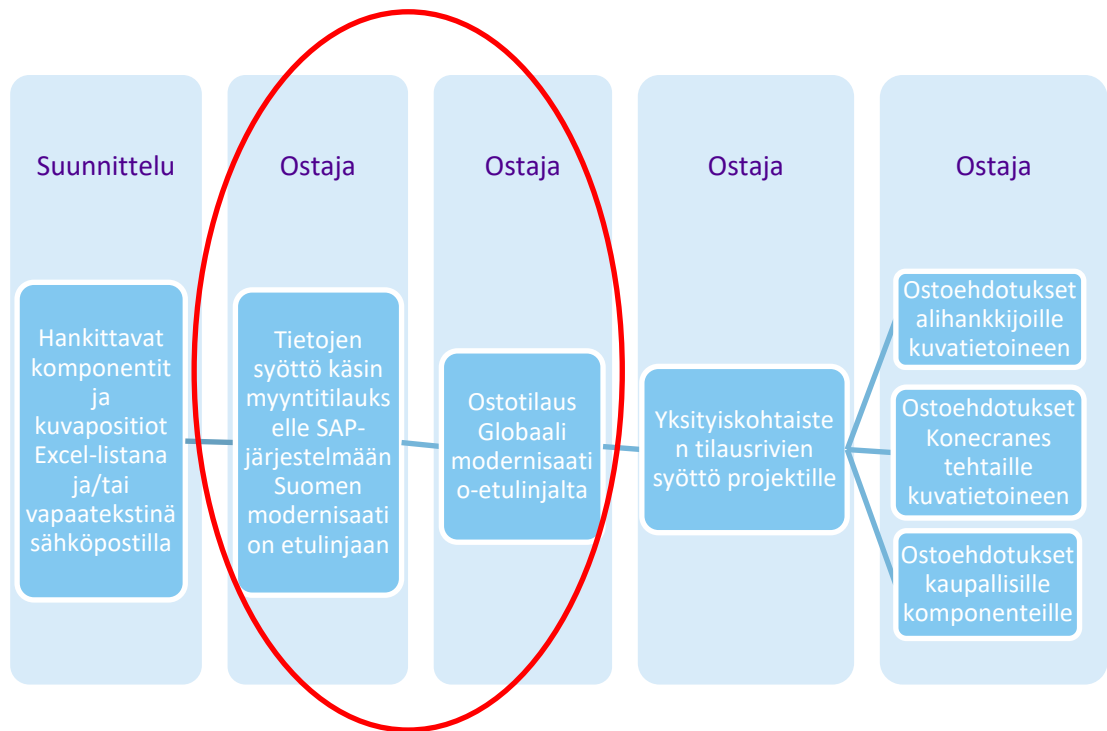 Suunnittelu
Ostaja
Ostaja
Ostaja
Ostaja
Hankittavat
komponentit
ja
kuvapositiot
Excel-listana
ja/tai
vapaatekstinä
sähköpostilla
Tietojen
syöttö käsin
myyntitilauks
elle SAP-
järjestelmään
Suomen
modernisaati
on etulinjaan
Ostotilaus
Globaali
modernisaati
o-etulinjalta
Yksityiskohtaiste
n tilausrivien
syöttö projektille
Ostoehdotukset
alihankkijoille
kuvatietoineen
Ostoehdotukset
Konecranes
tehtaille
kuvatietoineen
Ostoehdotukset
kaupallisille
komponenteille